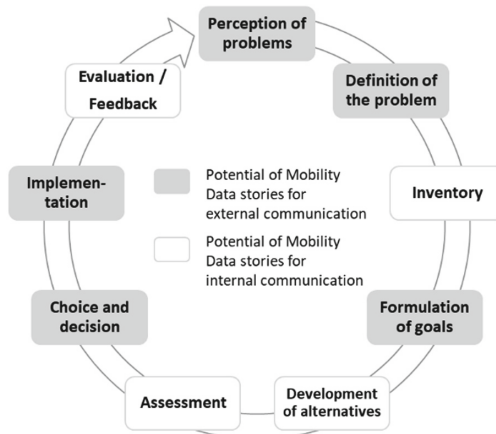 Perception of
problems
Definition of
the problem
Inventory
Formulation
of goals
Development
of alternatives
Assessment
Choice and
decision
Implemen-
tation
Evaluation /
Feedback
Potential of Mobility
Data stories for
external communication
Potential of Mobility
Data stories for
internal communication